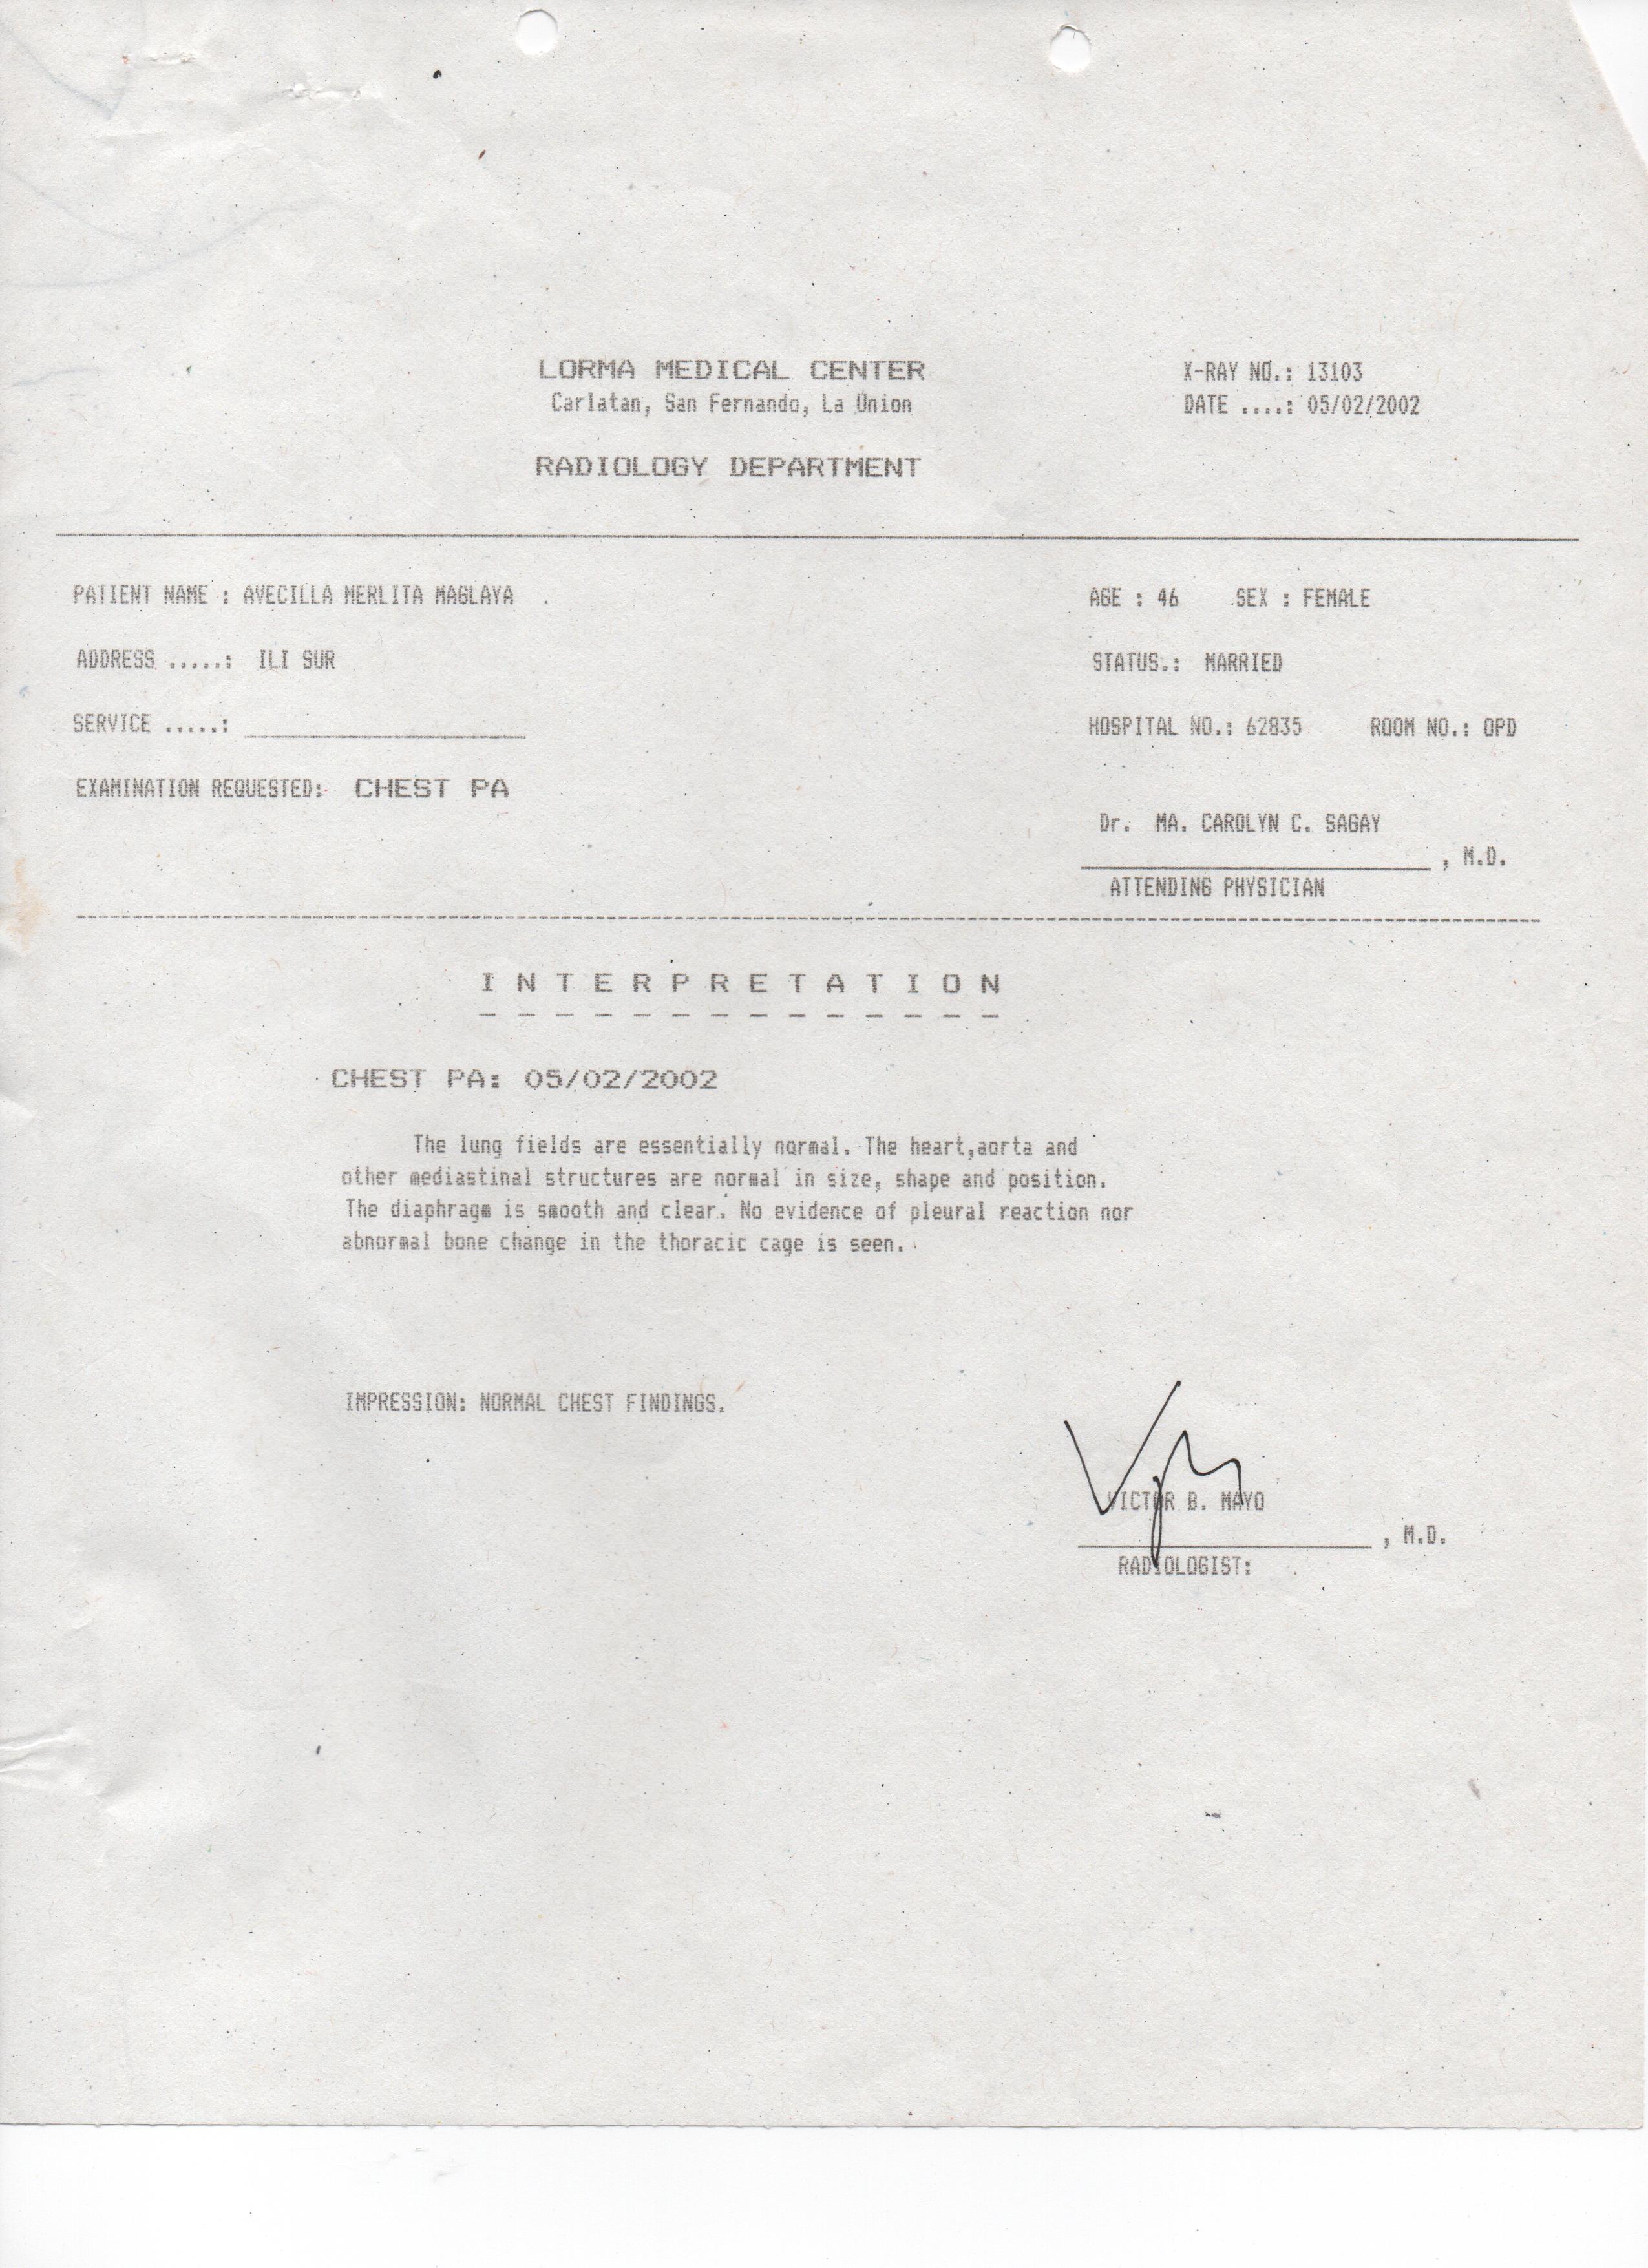 LORMA MEDICAL CENTER
Carlatan, San Fernando, La Union
X-RAY NO.: 13103
DATE ....: 05/02/2002
RADIOLOGY DEPARTMENT
PATIENT NAME : AVECILLA MERLITA MAGLAYA
AGE : 46 SEX : FEMALE
ADDRESS .....: ILI SUR
STATUS.: MARRIED
SERVICE .....:
HOSPITAL NO.: 62835 ROOM NO.: OPD
EXAMINATION REQUESTED: CHEST PA
Dr. MA. CAROLYN C. SAGAY
, M.D.
ATTENDING PHYSICIAN
I N T E R P R E T A T I O N
CHEST PA: 05/02/2002
The lung fields are essentially normal. The heart,aorta and
other mediastinal structures are normal in size, shape and position.
The diaphragm is smooth and clear. No evidence of pleural reaction nor
abnormal bone change in the thoracic cage is seen.
IMPRESSION: NORMAL CHEST FINDINGS.
VICTOR B. MAYO
, M.D.
RADIOLOGIST: